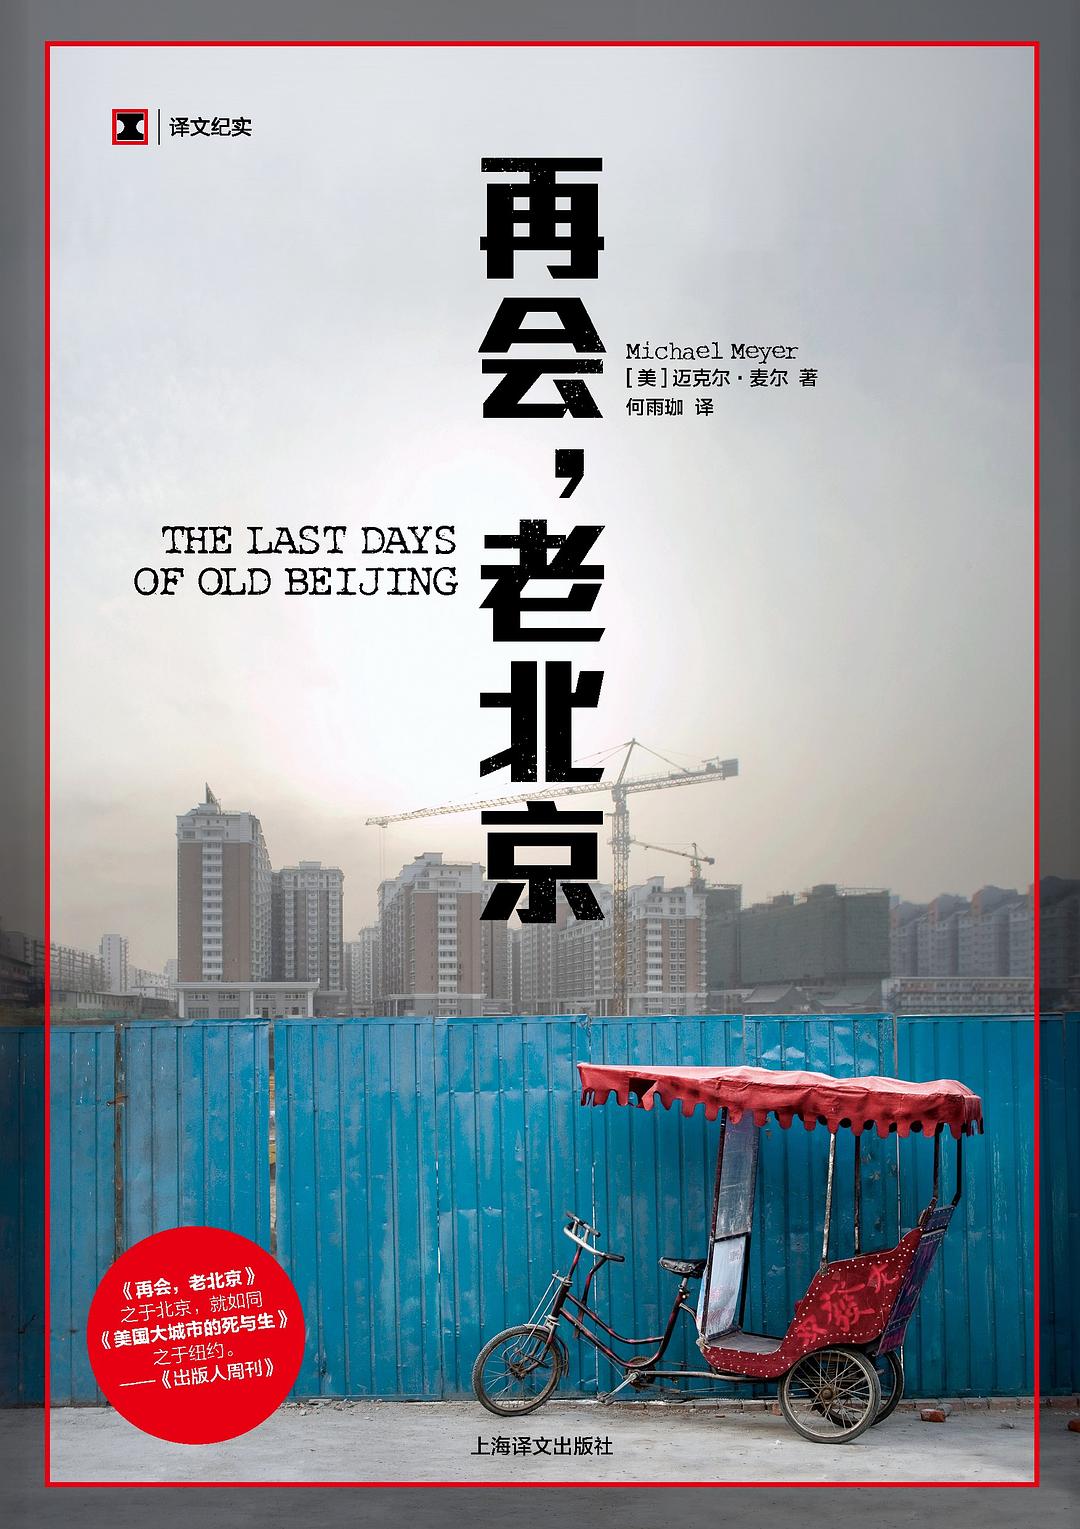 译文纪实
再会,老北京
Michael Meyer
[美]迈克尔·麦尔 著
何雨珈 译
THE LAST DAYS
OF OLD BEIJING
《再会,老北京》
之于北京,就如同
《美国大城市的死与生》
之于纽约。
——《出版人周刊》
上海译文出版社